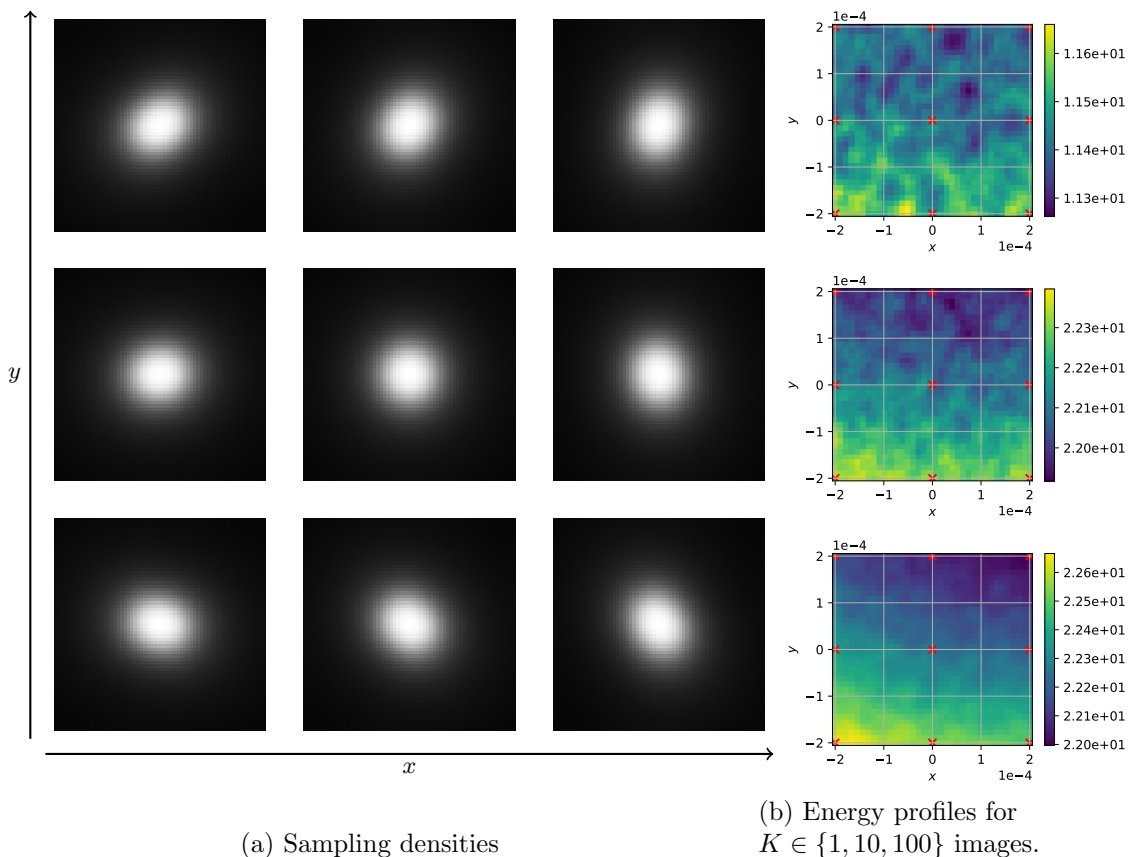 y
x
(a) Sampling densities
1e−4
2
1
0
−1
−2
y
−2 −1 0 1 2
x
1e−4
1.16e+01
1.15e+01
1.14e+01
1.13e+01
1e−4
2
1
0
−1
−2
y
−2 −1 0 1 2
x
1e−4
2.23e+01
2.22e+01
2.21e+01
2.20e+01
1e−4
2
1
0
−1
−2
y
−2 −1 0 1 2
x
1e−4
2.26e+01
2.25e+01
2.24e+01
2.23e+01
2.22e+01
2.21e+01
2.20e+01
(b) Energy profiles for
K ∈ {1, 10, 100} images.